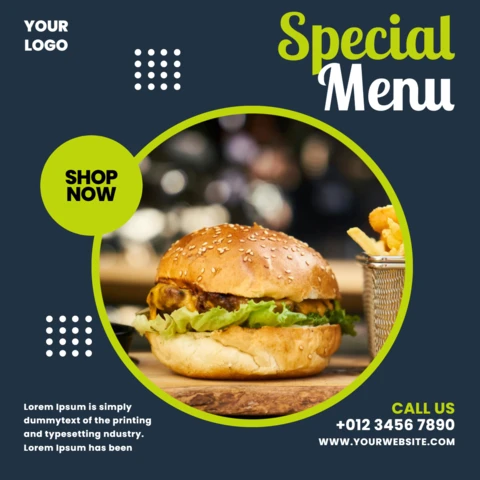 YOUR
LOGO
Special
Menu
SHOP
NOW
Lorem Ipsum is simply
dummytext of the printing
and typesetting ndustry.
Lorem Ipsum has been
CALL US
+012 3456 7890
WWW.YOURWEBSITE.COM